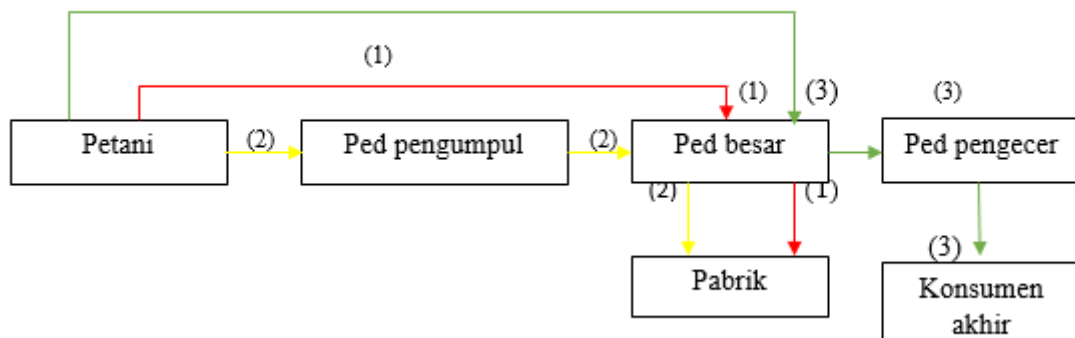 (1)
(1)
(3)
(3)
Petani
(2)
Ped pengumpul
(2)
Ped besar
Ped pengecer
(2)
(1)
(3)
Pabrik
Konsumen
akhir